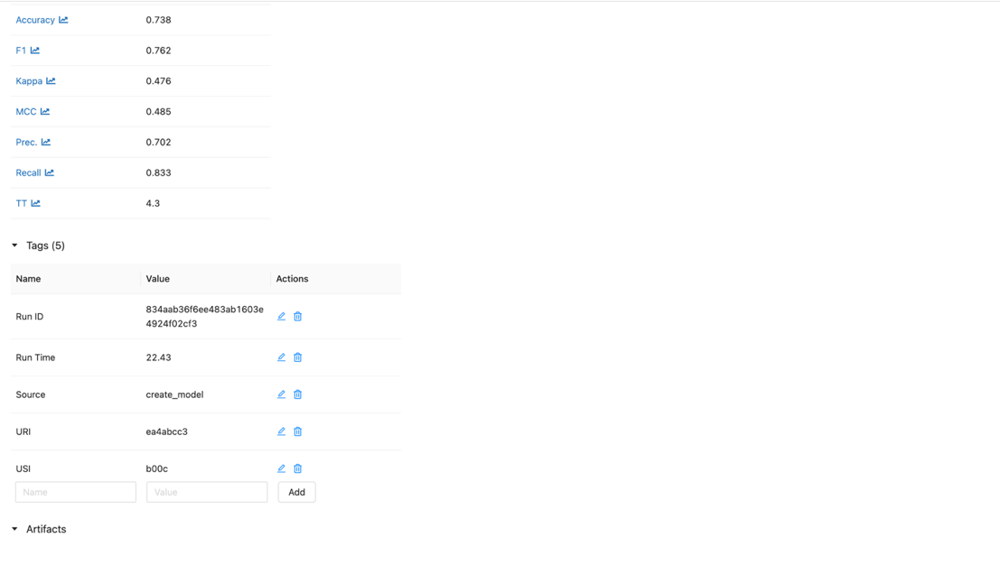 Accuracy 0.738
F1 0.762
Kappa 0.476
MCC 0.485
Prec. 0.702
Recall 0.833
TT 4.3
Tags (5)
Name Value Actions
Run ID 834aab36f6ee483ab1603e
4924f02cf3
Run Time 22.43
Source create_model
URI ea4abcc3
USI b00c
Name Value Add
Artifacts